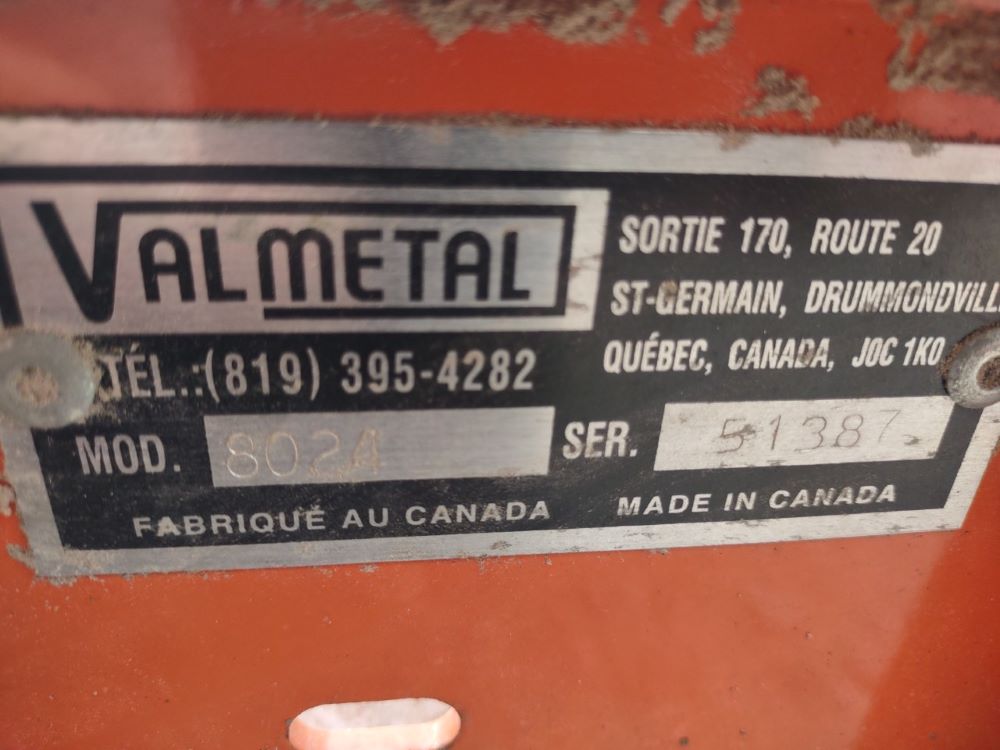 VALMETAL
SORTIE 170, ROUTE 20
ST-GERMAIN, DRUMMONDVILLE
QUÉBEC, CANADA, J0C 1K0
TÉL.:(819) 395-4282
MOD. 8024 SER. 51387
FABRIQUÉ AU CANADA MADE IN CANADA